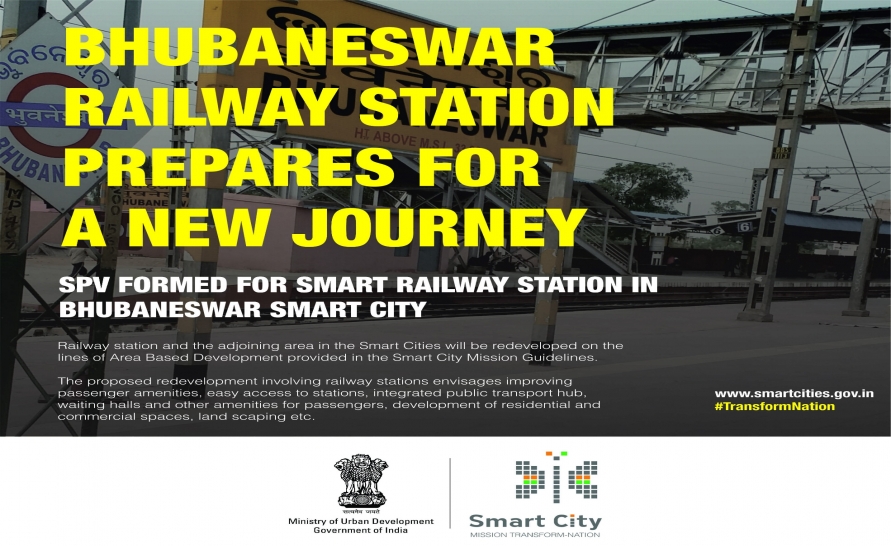 BHUBANESWAR
RAILWAY STATION
PREPARES FOR
A NEW JOURNEY
SPV FORMED FOR SMART RAILWAY STATION IN
BHUBANESWAR SMART CITY
Railway station and the adjoining area in the Smart Cities will be redeveloped on the
lines of Area Based Development provided in the Smart City Mission Guidelines.
The proposed redevelopment involving railway stations envisages improving
passenger amenities, easy access to stations, integrated public transport hub,
waiting halls and other amenities for passengers, development of residential and
commercial spaces, land scaping etc.
www.smartcities.gov.in
#TransformNation
सत्यमेव जयते
Ministry of Urban Development
Government of India
Smart City
MISSION TRANSFORM-NATION